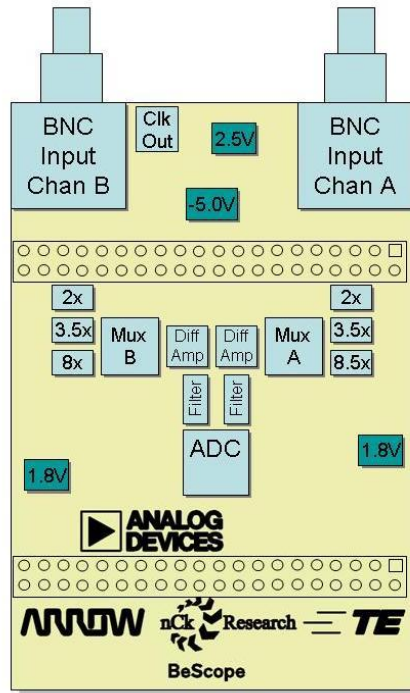 BNC
Input
Chan B
Clk
Out
2.5V
BNC
Input
Chan A
-5.0V
2x
3.5x
8x
Mux
B
Diff
Amp
Diff
Amp
Mux
A
2x
3.5x
8.5x
Filter
Filter
ADC
1.8V
1.8V
ANALOG
DEVICES
ARROW
nCk Research
TE
BeScope